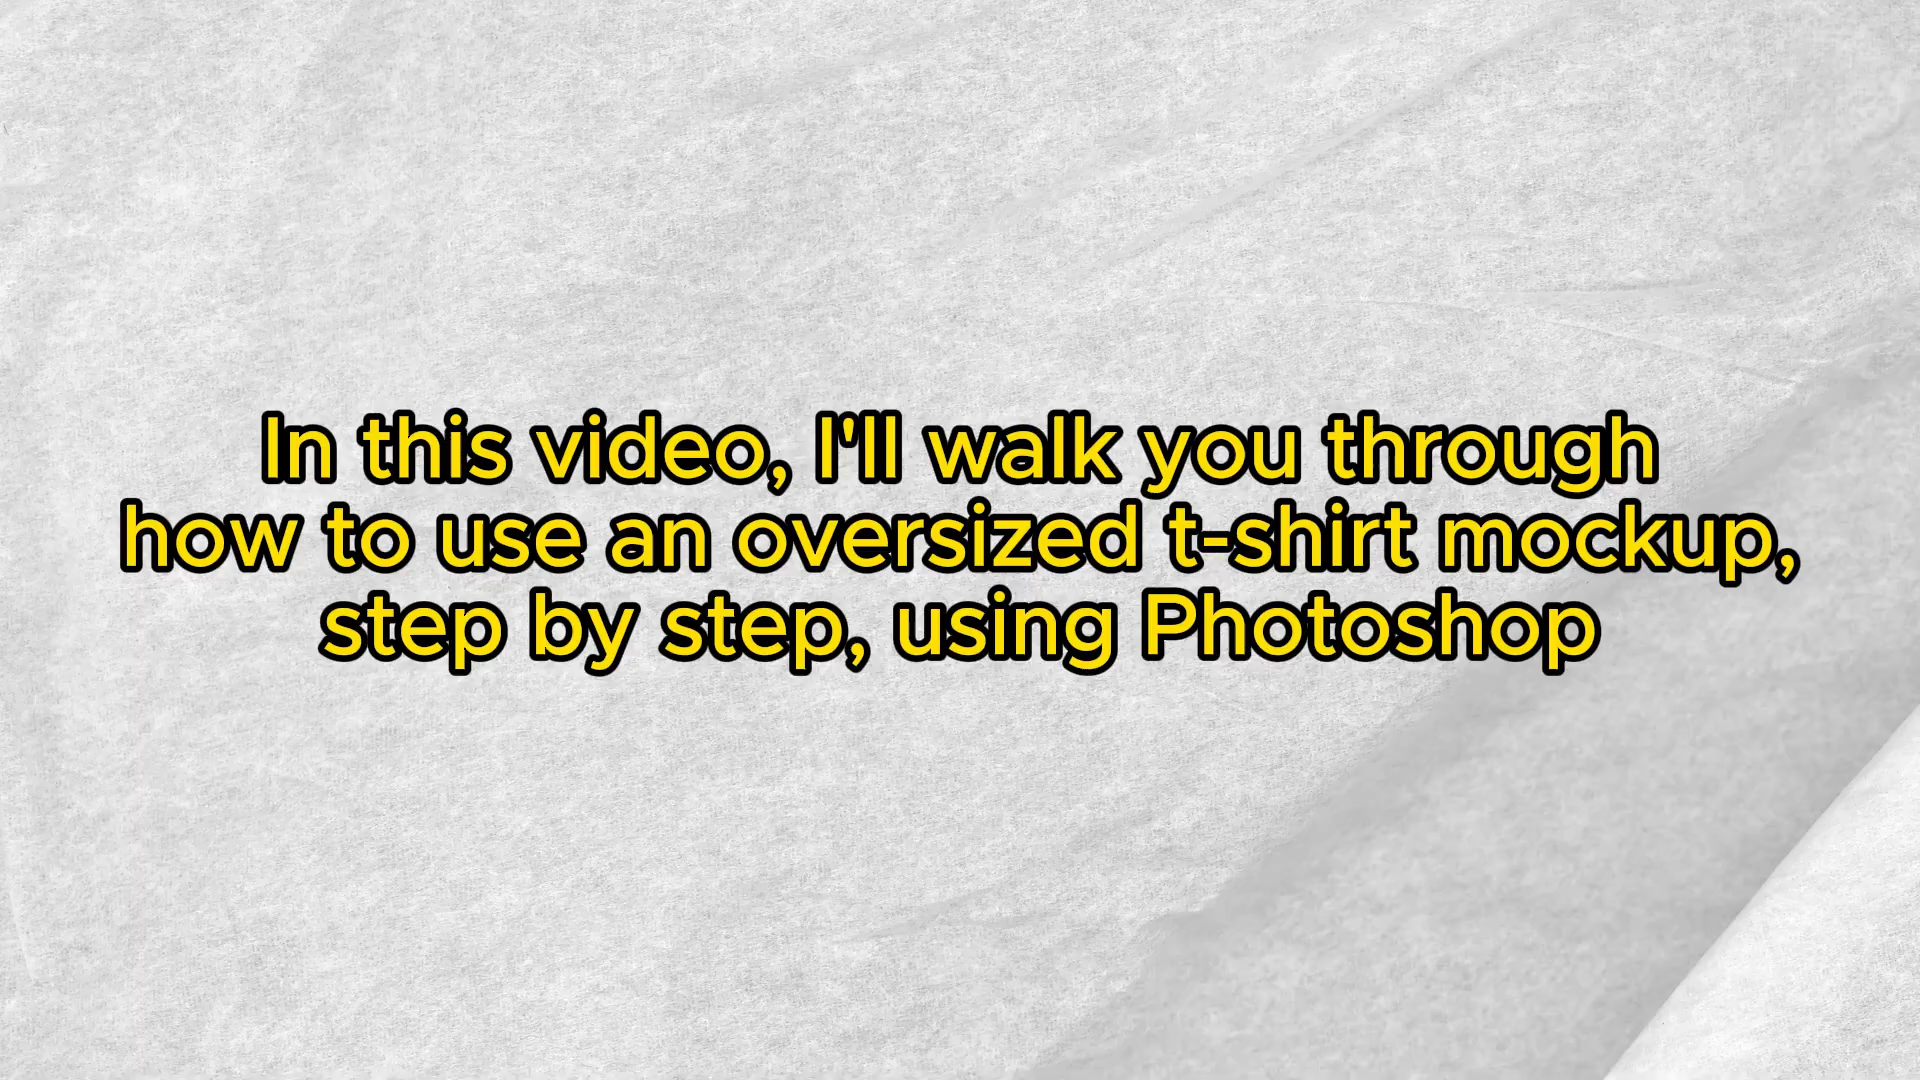 In this video, I'll walk you through
how to use an oversized t-shirt mockup,
step by step, using Photoshop